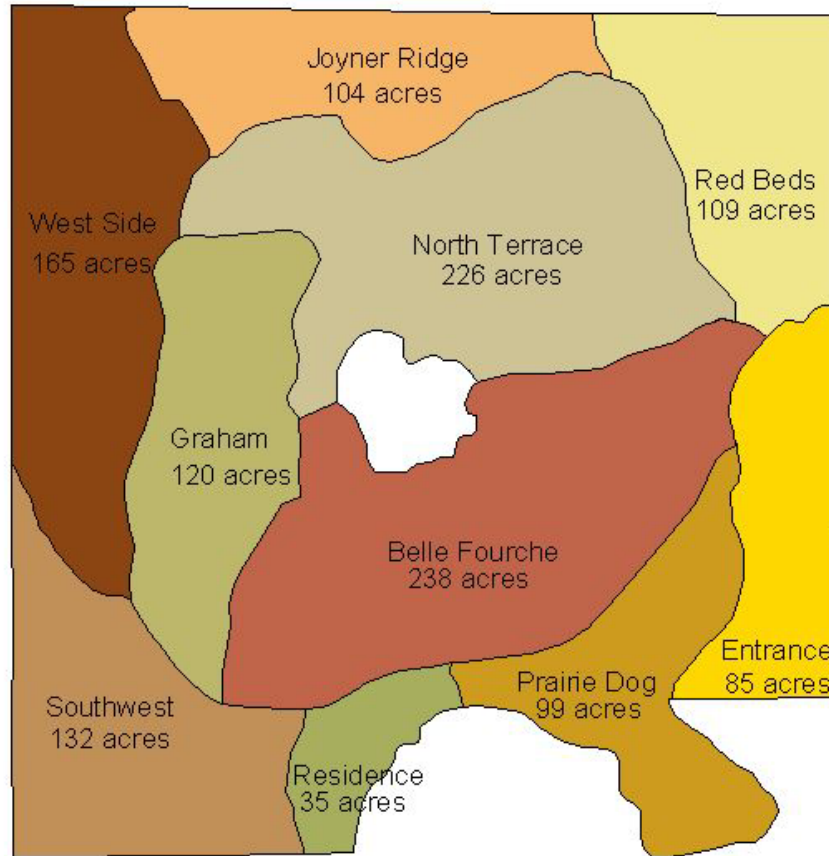 Joyner Ridge
104 acres
Red Beds
109 acres
West Side
165 acres
North Terrace
226 acres
Graham
120 acres
Belle Fourche
238 acres
Entrance
85 acres
Prairie Dog
99 acres
Southwest
132 acres
Residence
35 acres